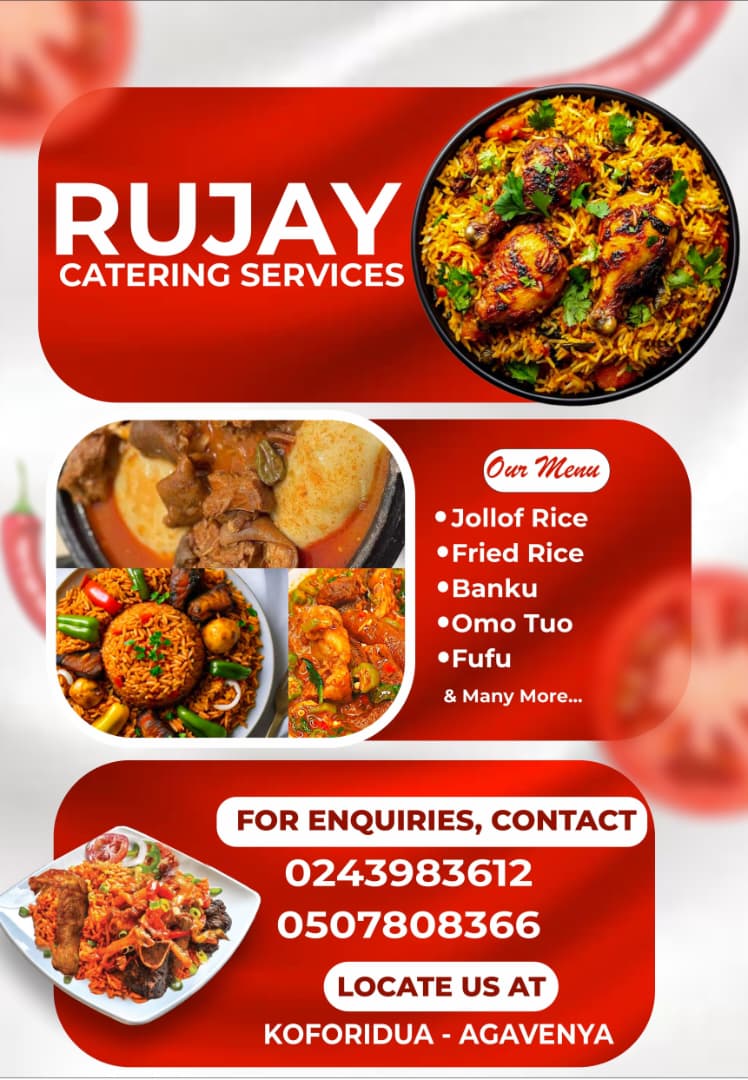 RUJAY
CATERING SERVICES
Our Menu
• Jollof Rice
• Fried Rice
• Banku
• Omo Tuo
• Fufu
& Many More...
FOR ENQUIRIES, CONTACT
0243983612
0507808366
LOCATE US AT
KOFORIDUA - AGAVENYA